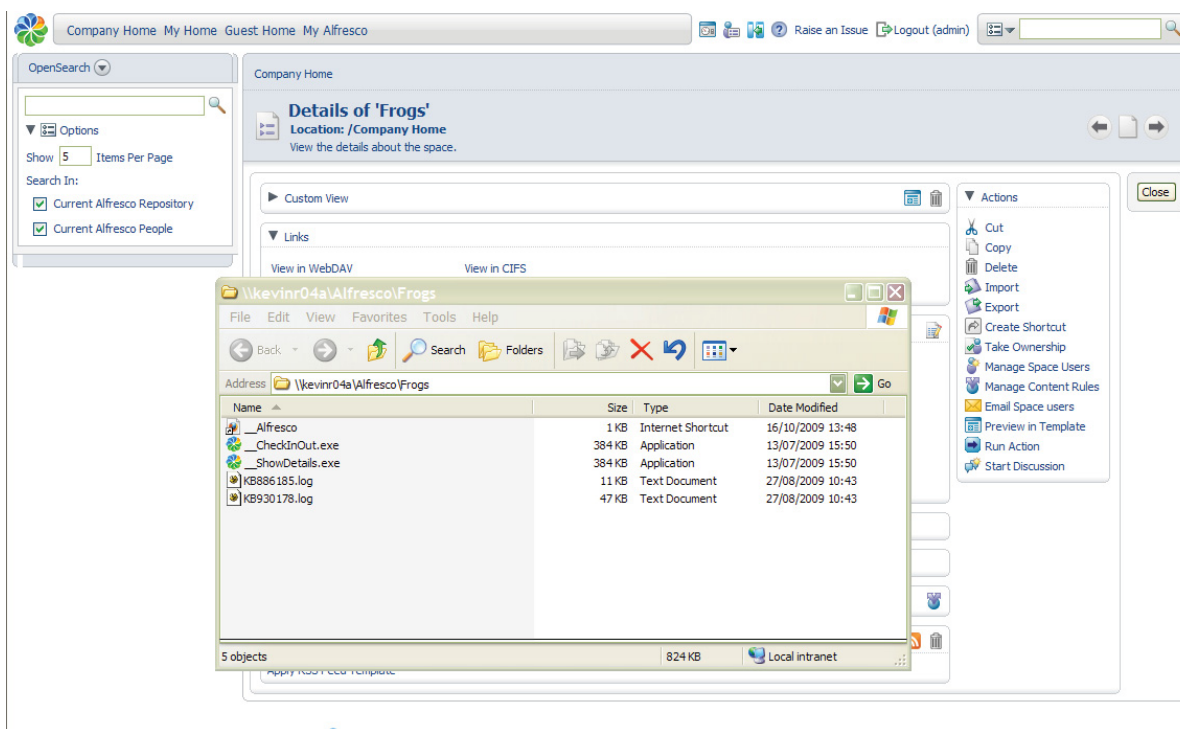 Company Home My Home Guest Home My Alfresco
Raise an Issue Logout (admin)
OpenSearch
Options
Show 5 Items Per Page
Search In:
Current Alfresco Repository
Current Alfresco People
Company Home
Details of 'Frogs'
Location: /Company Home
View the details about the space.
Close
Custom View
Links
View in WebDAV View in CIFS
Actions
Cut
Copy
Delete
Import
Export
Create Shortcut
Take Ownership
Manage Space Users
Manage Content Rules
Email Space users
Preview in Template
Run Action
Start Discussion
\\kevinr04a\Alfresco\Frogs
File Edit View Favorites Tools Help
Back Search Folders
Address \\kevinr04a\Alfresco\Frogs Go
Name Size Type Date Modified
__Alfresco 1 KB Internet Shortcut 16/10/2009 13:48
__CheckInOut.exe 384 KB Application 13/07/2009 15:50
__ShowDetails.exe 384 KB Application 13/07/2009 15:50
KB886185.log 11 KB Text Document 27/08/2009 10:43
KB930178.log 47 KB Text Document 27/08/2009 10:43
5 objects 824 KB Local intranet
Apply RSS Feed Template